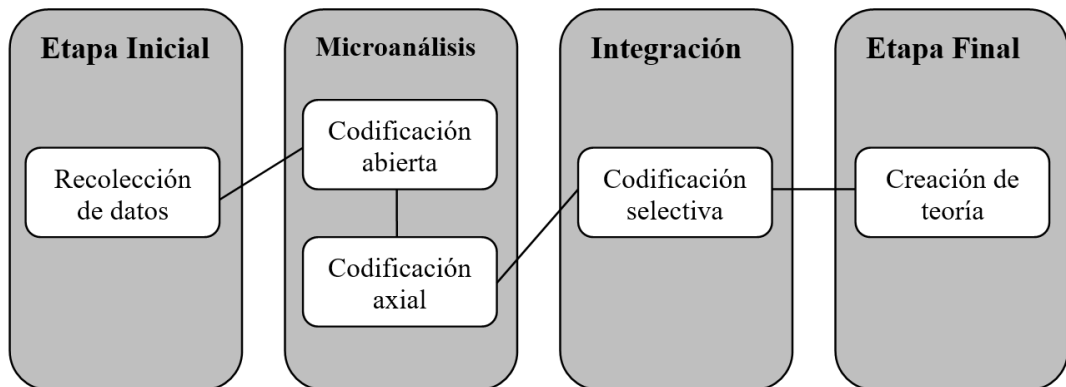 Etapa Inicial
Recolección
de datos
Microanálisis
Codificación
abierta
Codificación
axial
Integración
Codificación
selectiva
Etapa Final
Creación de
teoría